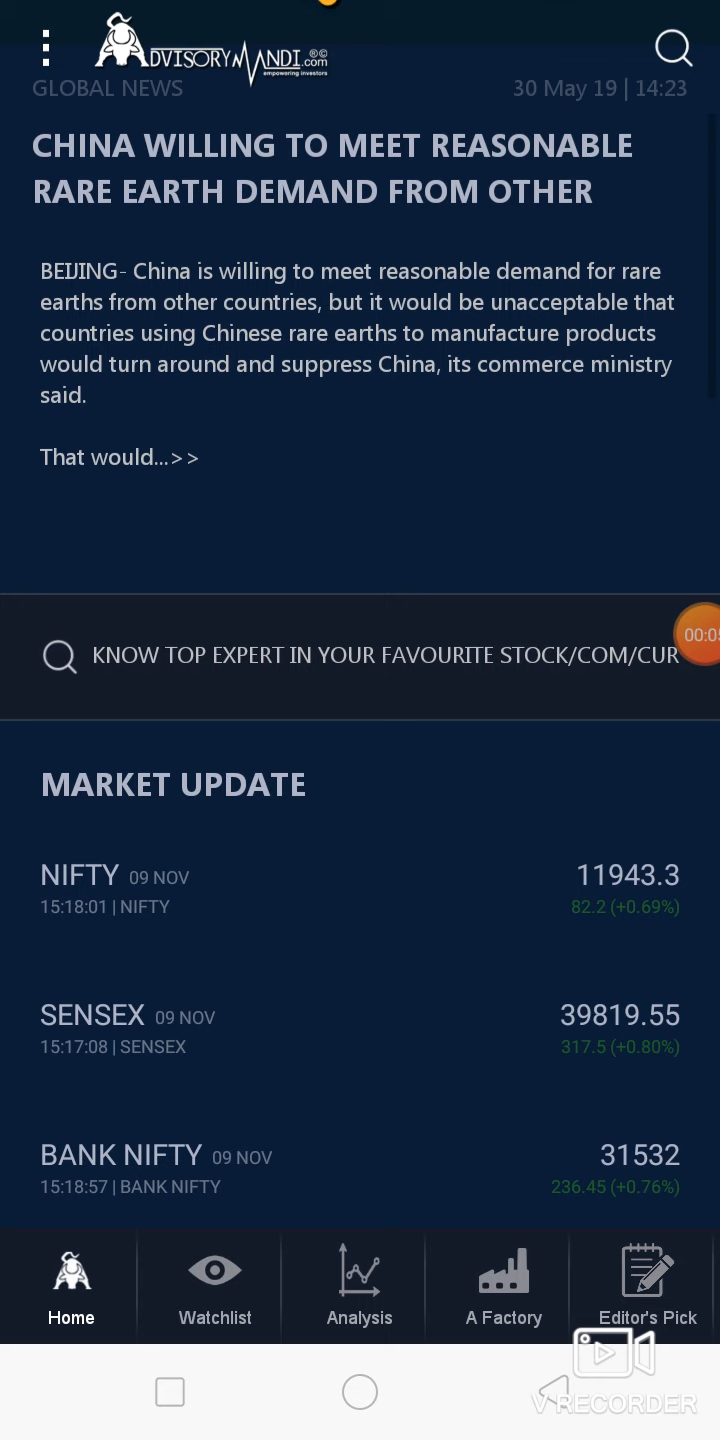 ADVISORYMANDI.com
empowering investors
GLOBAL NEWS 30 May 19 | 14:23
CHINA WILLING TO MEET REASONABLE
RARE EARTH DEMAND FROM OTHER
BEIJING- China is willing to meet reasonable demand for rare
earths from other countries, but it would be unacceptable that
countries using Chinese rare earths to manufacture products
would turn around and suppress China, its commerce ministry
said.
That would...>>
00:05
KNOW TOP EXPERT IN YOUR FAVOURITE STOCK/COM/CUR
MARKET UPDATE
NIFTY 09 NOV 11943.3
15:18:01 | NIFTY 82.2 (+0.69%)
SENSEX 09 NOV 39819.55
15:17:08 | SENSEX 317.5 (+0.80%)
BANK NIFTY 09 NOV 31532
15:18:57 | BANK NIFTY 236.45 (+0.76%)
Home Watchlist Analysis A Factory Editor's Pick
V RECORDER